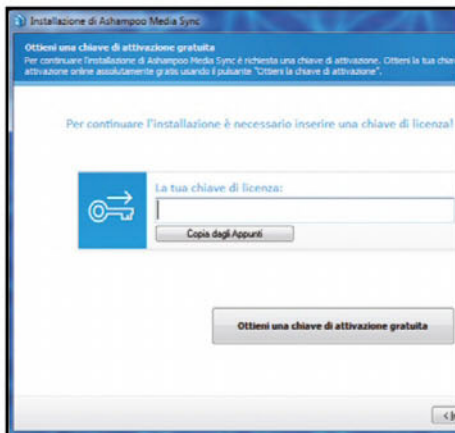 Installazione di Ashampoo Media Sync
Ottieni una chiave di attivazione gratuita
Per continuare l'installazione di Ashampoo Media Sync è richiesta una chiave di attivazione. Ottieni la tua chiave
attivazione online assolutamente gratis usando il pulsante "Ottieni la chiave di attivazione".
Per continuare l'installazione è necessario inserire una chiave di licenza!
La tua chiave di licenza:
Copia dagli Appunti
Ottieni una chiave di attivazione gratuita